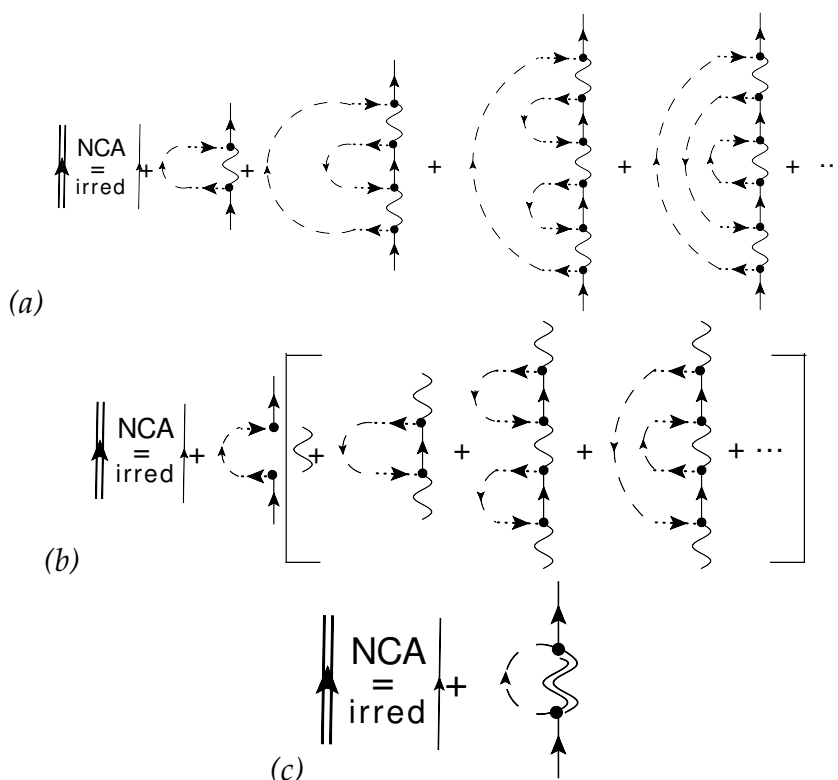 NCA
= + + + + + ...
irred
(a)
NCA
= + + + + + ...
irred
(b)
NCA
= +
irred
(c)